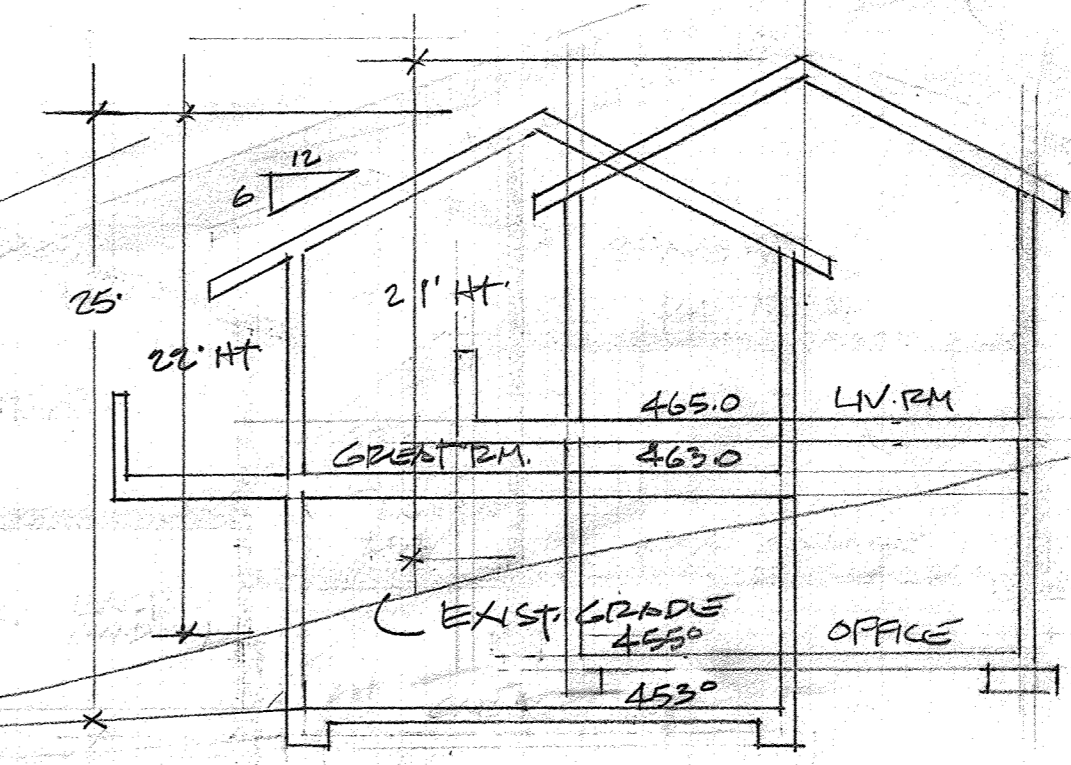 12
6
25'
21' HT.
22' HT
465.0 LIV. RM
GREAT RM. 463.0
EXIST. GRADE
455° OFFICE
453°